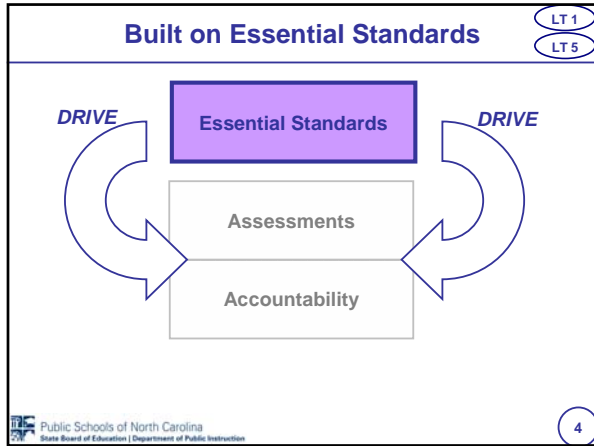 Built on Essential Standards
LT 1
LT 5
DRIVE
Essential Standards
DRIVE
Assessments
Accountability
Public Schools of North Carolina
State Board of Education | Department of Public Instruction
4